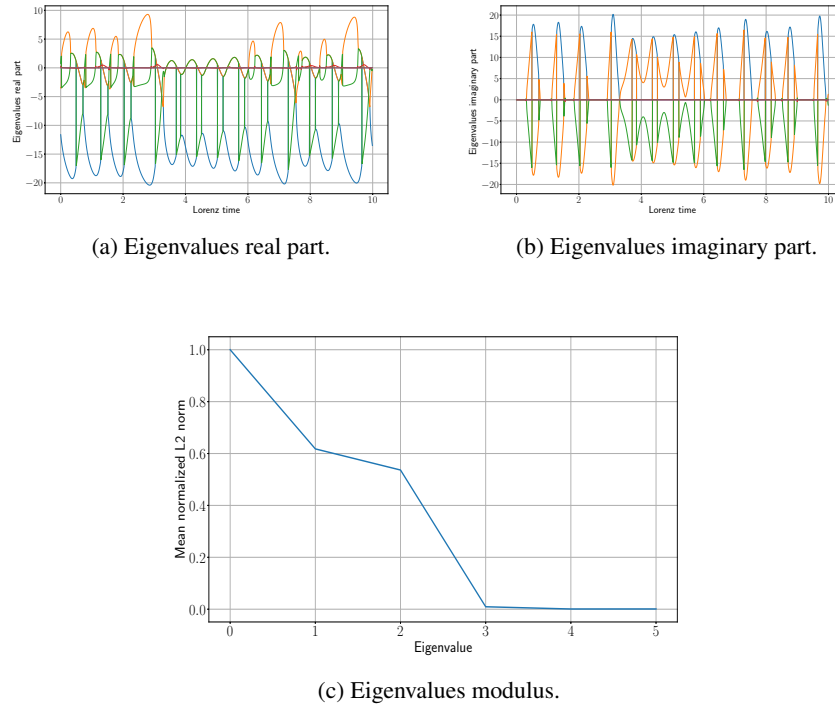 Eigenvalues real part
10
5
0
−5
−10
−15
−20
0 2 4 6 8 10
Lorenz time
(a) Eigenvalues real part.
Eigenvalues imaginary part
20
15
10
5
0
−5
−10
−15
−20
0 2 4 6 8 10
Lorenz time
(b) Eigenvalues imaginary part.
Mean normalized L2 norm
1.0
0.8
0.6
0.4
0.2
0.0
0 1 2 3 4 5
Eigenvalue
(c) Eigenvalues modulus.